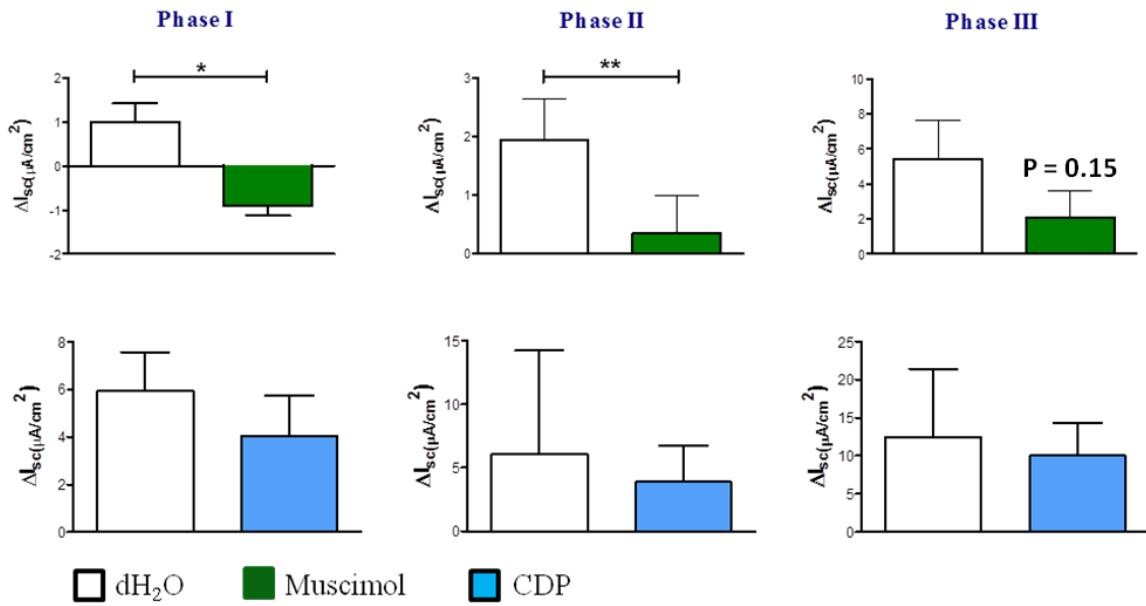 Phase I
Phase II
Phase III
*
**
P = 0.15
ΔIsc(µA/cm²)
2
1
0
-1
-2
ΔIsc(µA/cm²)
3
2
1
0
ΔIsc(µA/cm²)
10
8
6
4
2
0
ΔIsc(µA/cm²)
8
6
4
2
0
ΔIsc(µA/cm²)
15
10
5
0
ΔIsc(µA/cm²)
25
20
15
10
5
0
dH₂O Muscimol CDP